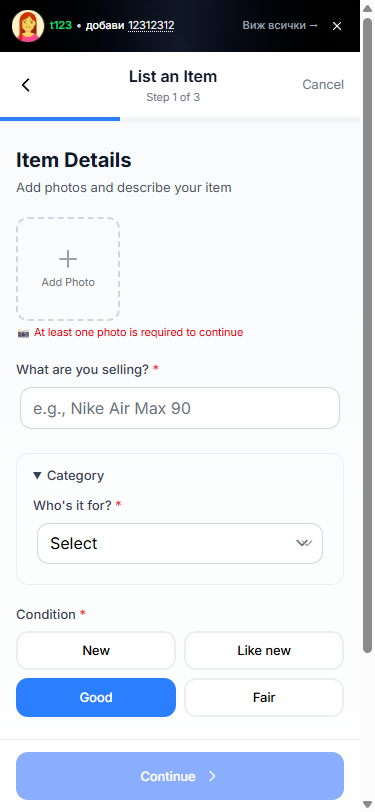 t123 • добави 12312312 Виж всички → ×
List an Item
Step 1 of 3
Cancel
Item Details
Add photos and describe your item
Add Photo
At least one photo is required to continue
What are you selling? *
e.g., Nike Air Max 90
▼ Category
Who's it for? *
Select
Condition *
New
Like new
Good
Fair
Continue